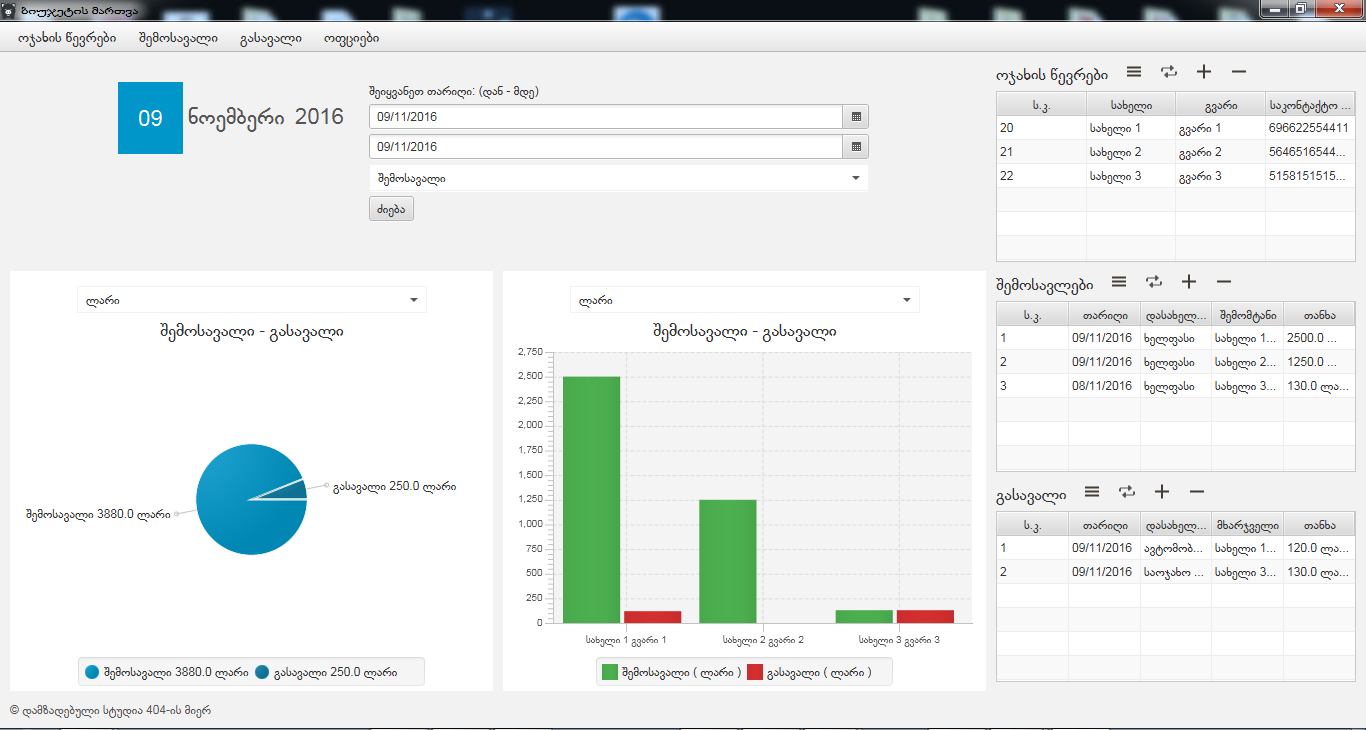 ბიუჯეტის მართვა
ოჯახის წევრები შემოსავალი გასავალი ოფციები
09 ნოემბერი 2016
შეიყვანეთ თარიღი: (დან - მდე)
09/11/2016
09/11/2016
შემოსავალი
ძიება
ოჯახის წევრები
ს.კ. სახელი გვარი საკონტაქტო ...
20 სახელი 1 გვარი 1 696622554411
21 სახელი 2 გვარი 2 5646516544...
22 სახელი 3 გვარი 3 5158151515...
ლარი
შემოსავალი - გასავალი
გასავალი 250.0 ლარი
შემოსავალი 3880.0 ლარი
შემოსავალი 3880.0 ლარი გასავალი 250.0 ლარი
ლარი
შემოსავალი - გასავალი
2,750
2,500
2,250
2,000
1,750
1,500
1,250
1,000
750
500
250
0
სახელი 1 გვარი 1 სახელი 2 გვარი 2 სახელი 3 გვარი 3
შემოსავალი ( ლარი ) გასავალი ( ლარი )
შემოსავლები
ს.კ. თარიღი დასახელ... შემომტანი თანხა
1 09/11/2016 ხელფასი სახელი 1... 2500.0 ...
2 09/11/2016 ხელფასი სახელი 2... 1250.0 ...
3 08/11/2016 ხელფასი სახელი 3... 130.0 ლა...
გასავალი
ს.კ. თარიღი დასახელ... მხარჯველი თანხა
1 09/11/2016 ავტომობ... სახელი 1... 120.0 ლა...
2 09/11/2016 საოჯახო ... სახელი 3... 130.0 ლა...
© დამზადებული სტუდია 404-ის მიერ